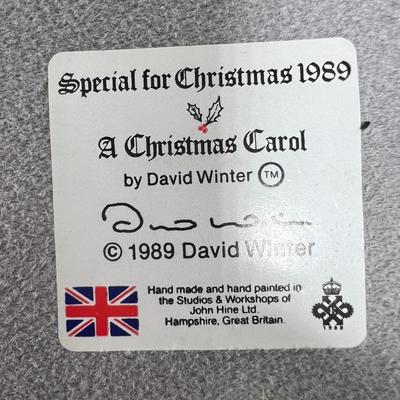 Special for Christmas 1989
A Christmas Carol
by David Winter TM
© 1989 David Winter
Hand made and hand painted in
the Studios & Workshops of
John Hine Ltd.
Hampshire, Great Britain.
1988